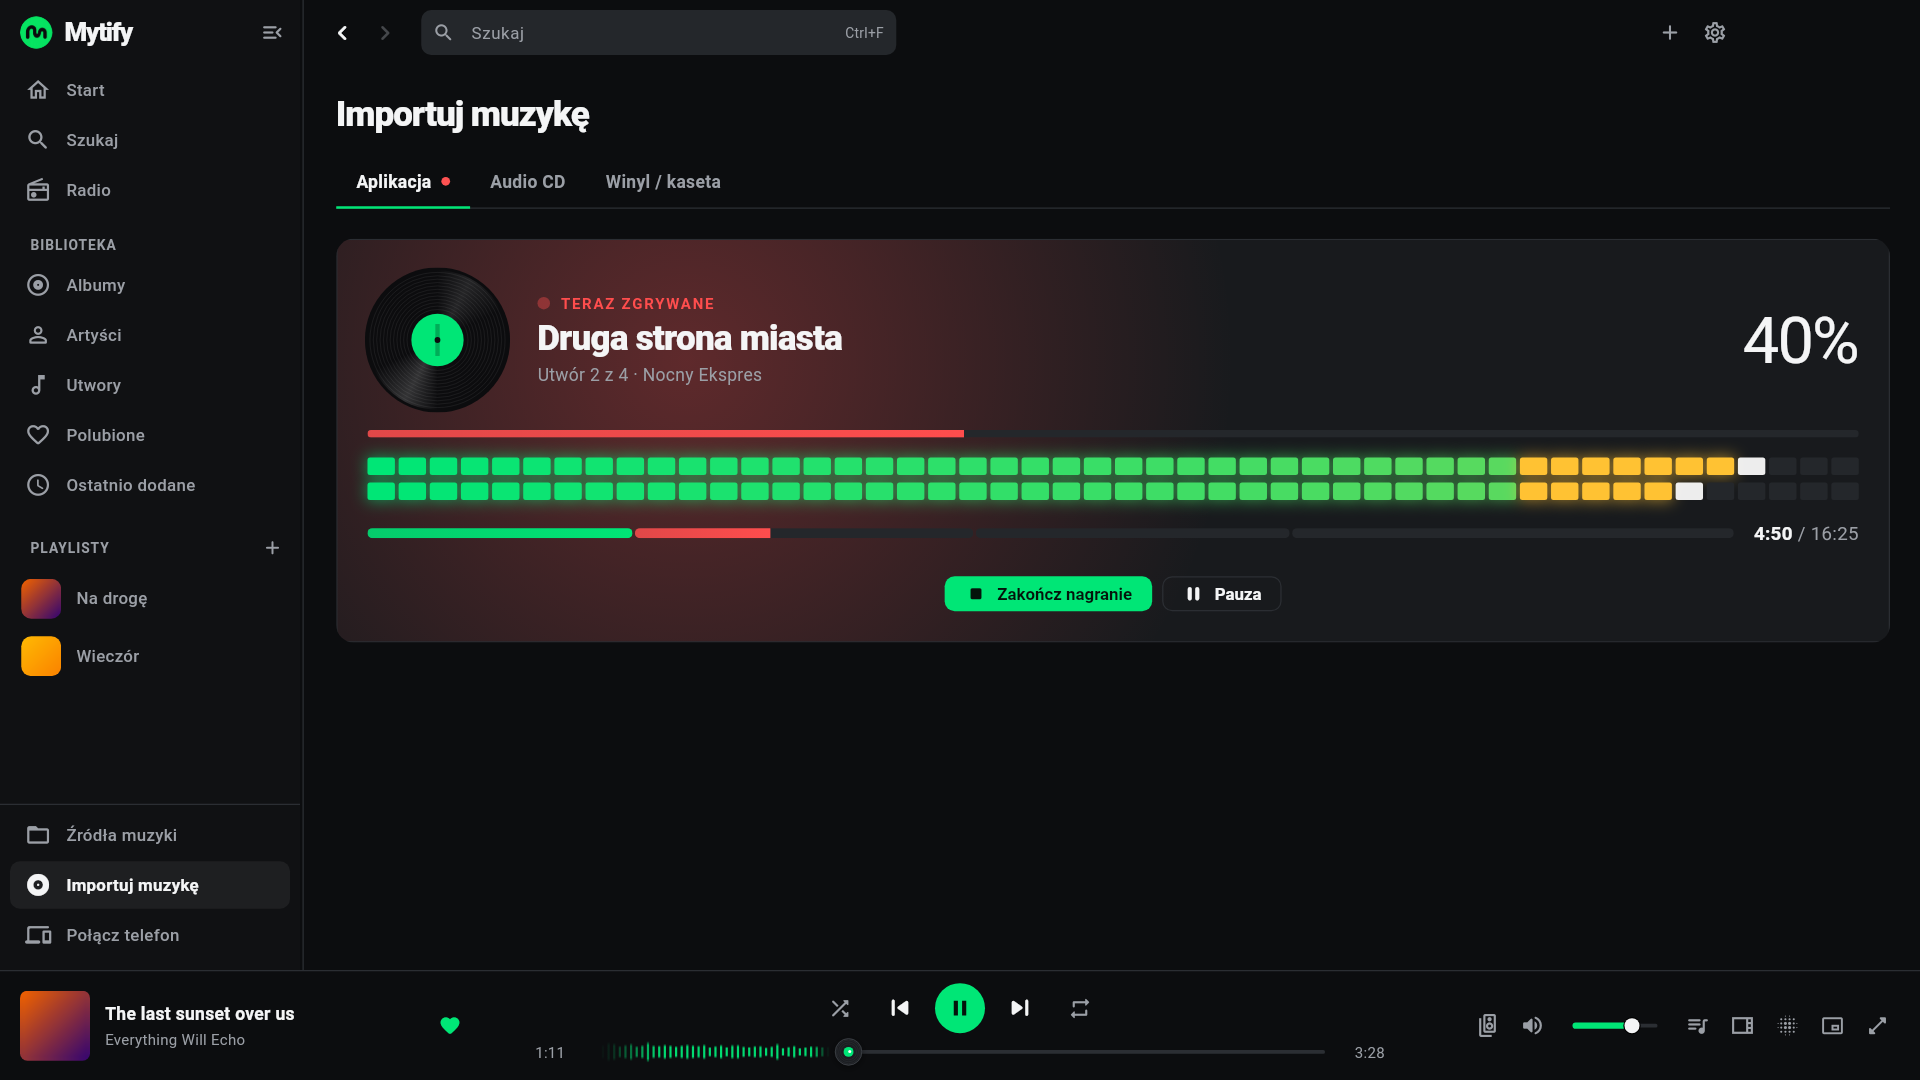 Mytify
Szukaj
Ctrl+F
Start
Szukaj
Radio
BIBLIOTEKA
Albumy
Artyści
Utwory
Polubione
Ostatnio dodane
PLAYLISTY
Na drogę
Wieczór
Źródła muzyki
Importuj muzykę
Połącz telefon
Importuj muzykę
Aplikacja
Audio CD
Winyl / kaseta
TERAZ ZGRYWANE
Druga strona miasta
Utwór 2 z 4 · Nocny Ekspres
40%
4:50 / 16:25
Zakończ nagranie
Pauza
The last sunset over us
Everything Will Echo
1:11
3:28